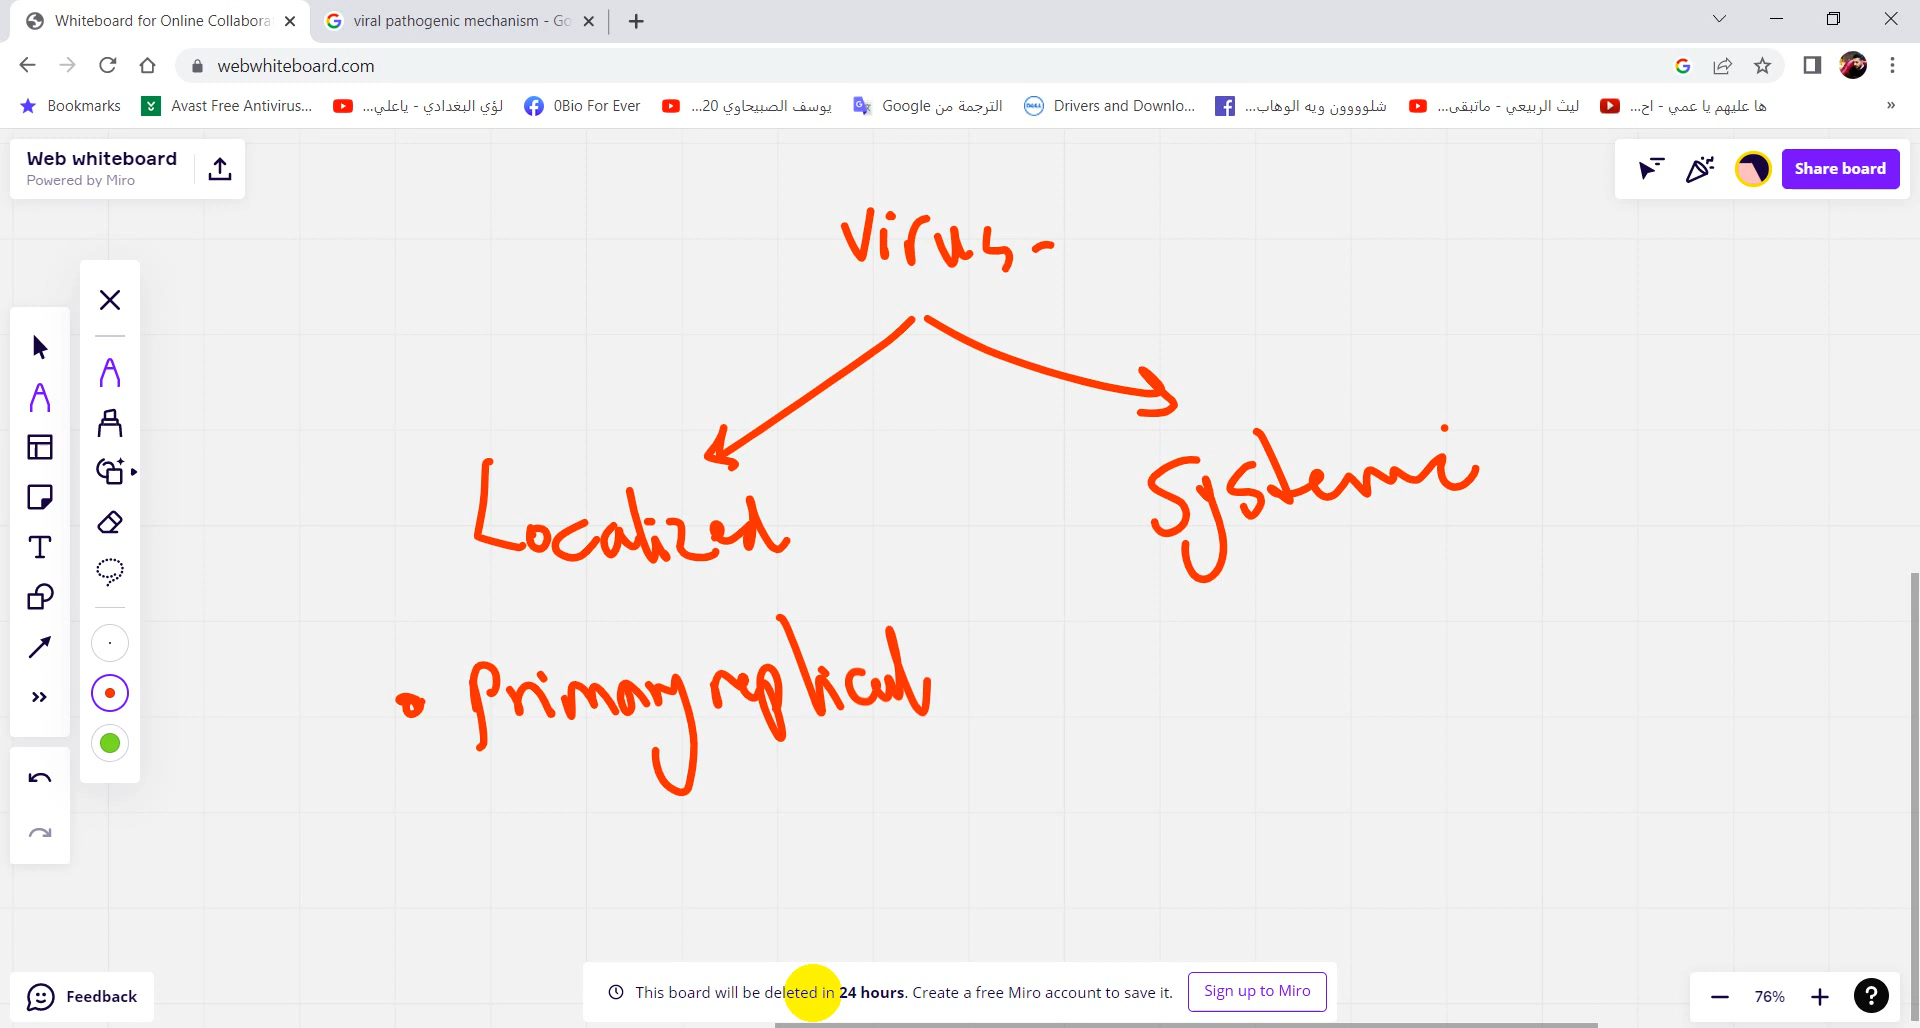 Whiteboard for Online Collabora
viral pathogenic mechanism - Go
webwhiteboard.com
Bookmarks
Avast Free Antivirus...
لؤي البغدادي - ياعلي...
0Bio For Ever
يوسف الصبيحاوي 20...
الترجمة من Google
Drivers and Downlo...
شلوووون ويه الوهاب...
ليث الربيعي - ماتبقى...
ها عليهم يا عمي - اح...
Web whiteboard
Powered by Miro
Share board
Virus -
Localized
Systemi
• Primary replicat
Feedback
This board will be deleted in 24 hours. Create a free Miro account to save it.
Sign up to Miro
76%